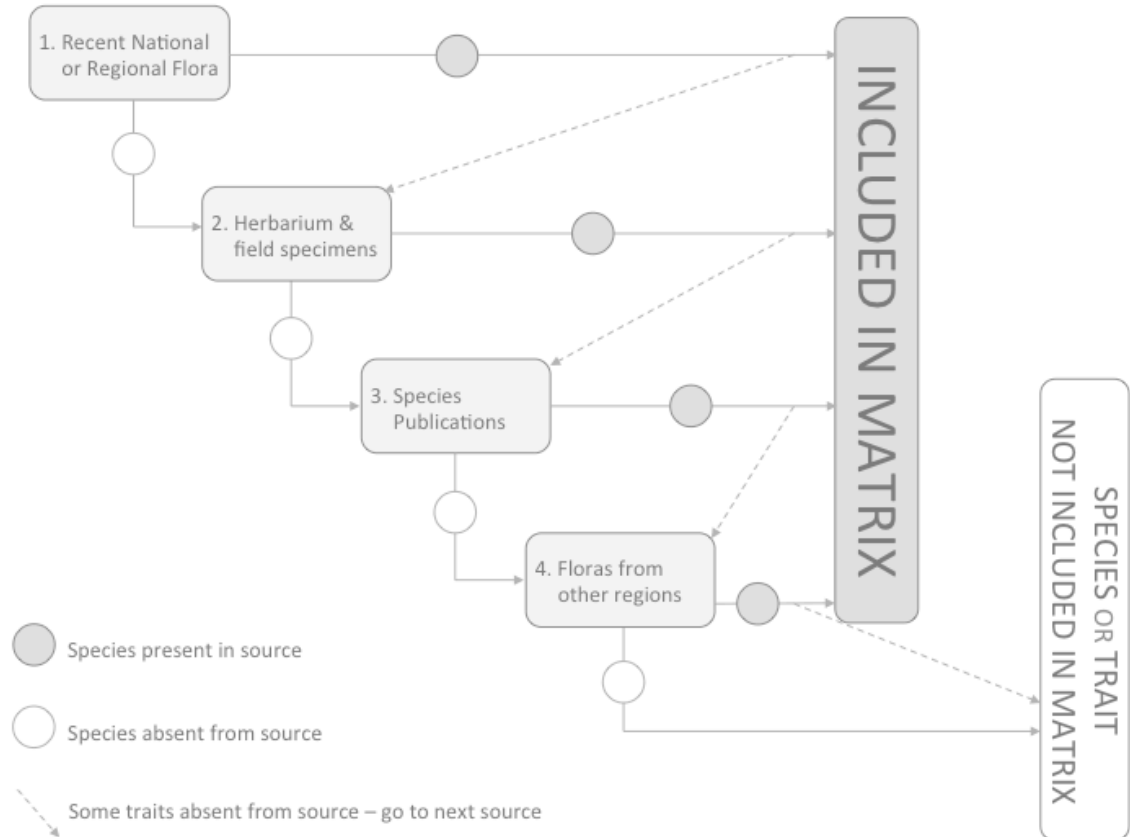 1. Recent National
or Regional Flora
INCLUDED IN MATRIX
2. Herbarium &
field specimens
3. Species
Publications
4. Floras from
other regions
SPECIES OR TRAIT
NOT INCLUDED IN MATRIX
Species present in source
Species absent from source
Some traits absent from source – go to next source